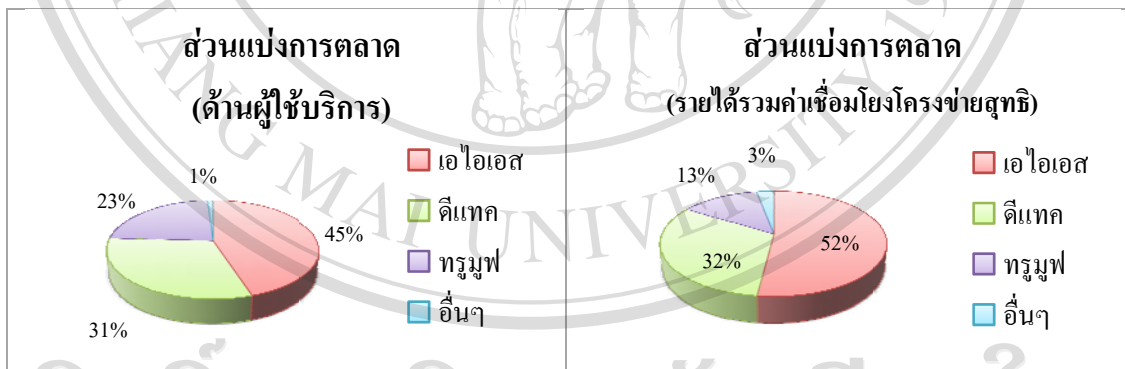 ส่วนแบ่งการตลาด
(ด้านผู้ใช้บริการ)
1%
23%
45%
31%
เอไอเอส
ดีแทค
ทรูมูฟ
อื่นๆ
ส่วนแบ่งการตลาด
(รายได้รวมค่าเชื่อมโยงโครงข่ายสุทธิ)
3%
13%
52%
32%
เอไอเอส
ดีแทค
ทรูมูฟ
อื่นๆ
MAI UNIVERSITY